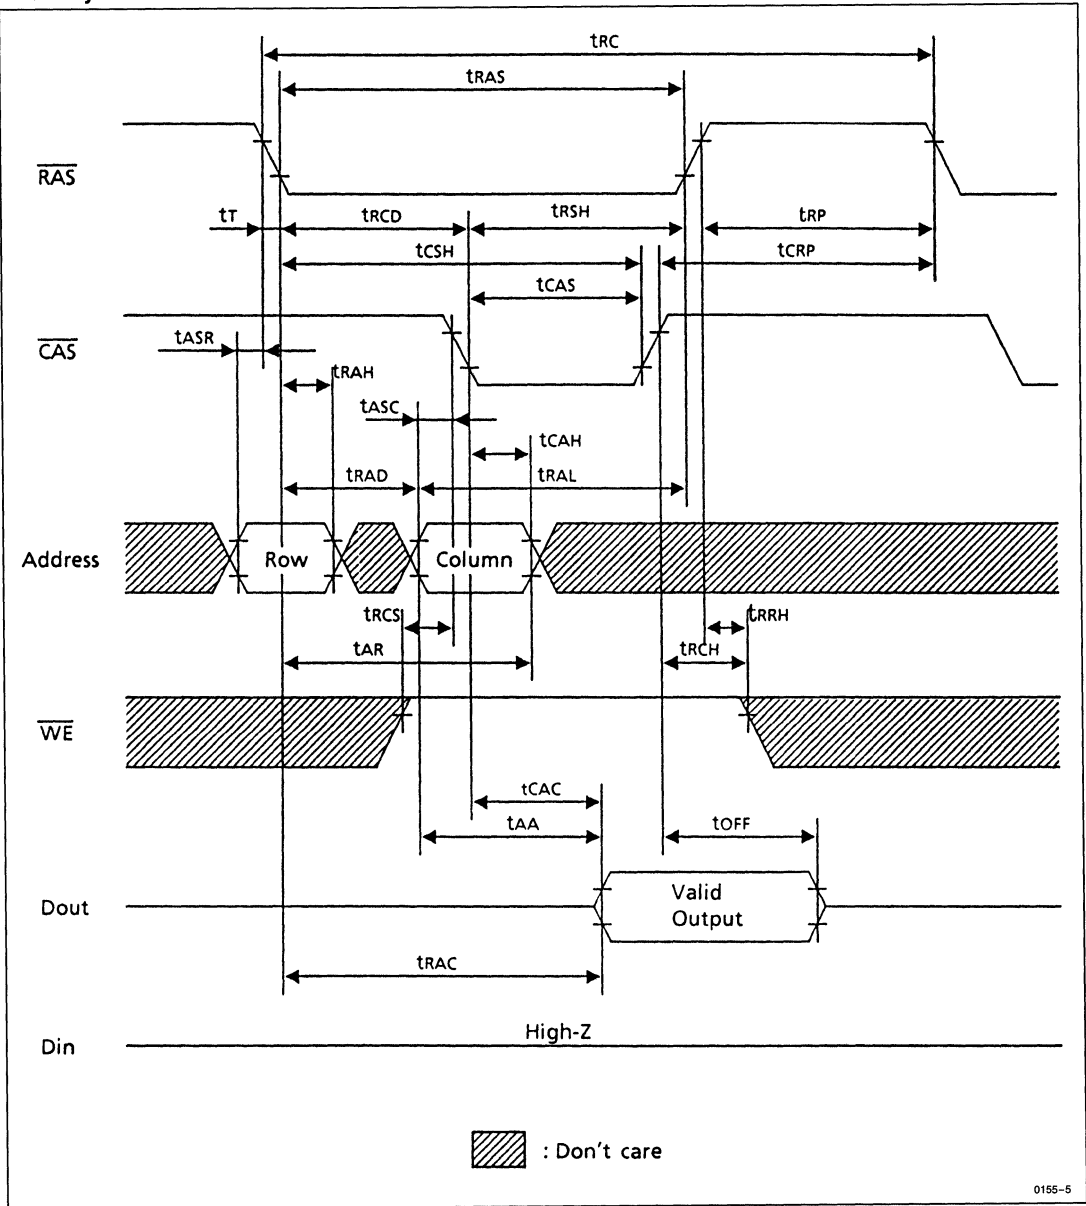 tRC
tRAS
RAS
tT
tRCD
tRSH
tRP
tCSH
tCRP
tCAS
CAS
tASR
tRAH
tASC
tCAH
tRAD
tRAL
Address
Row
Column
tRCS
tRRH
tAR
tRCH
WE
tCAC
tAA
tOFF
Dout
Valid
Output
tRAC
High-Z
Din
: Don't care
0155-5